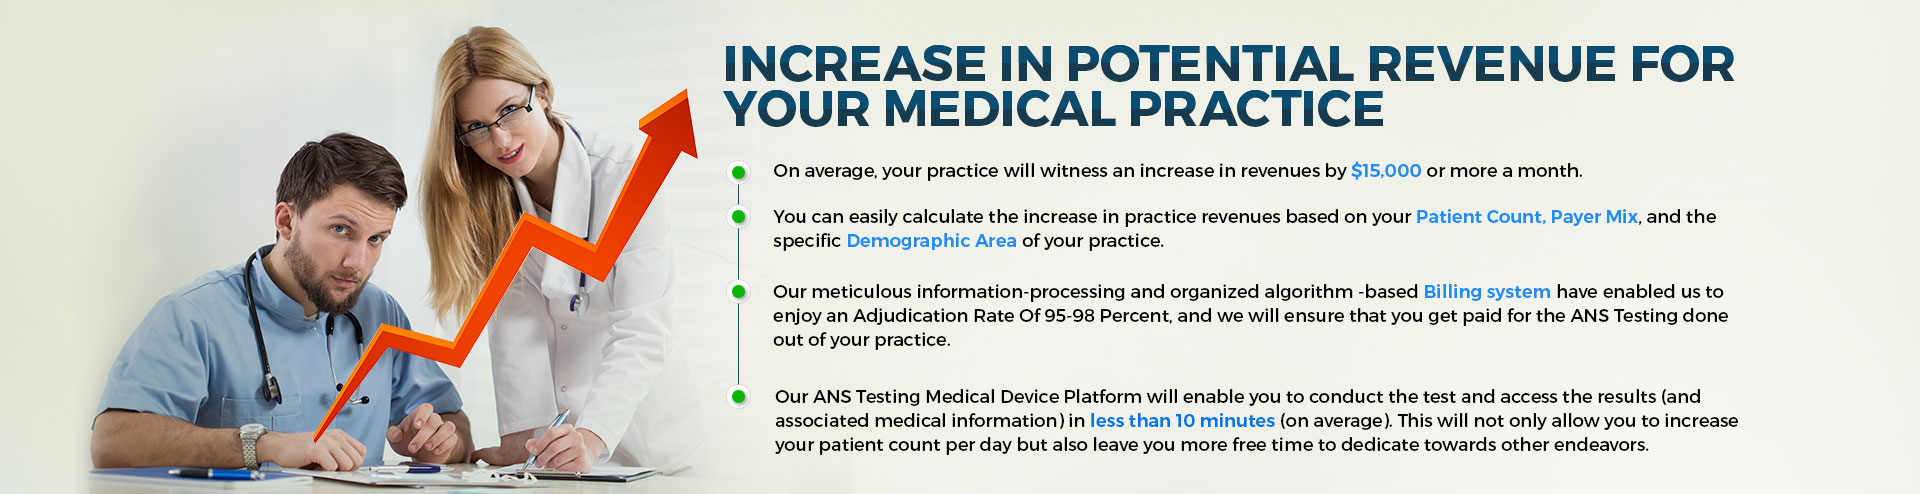 INCREASE IN POTENTIAL REVENUE FOR
YOUR MEDICAL PRACTICE
On average, your practice will witness an increase in revenues by $15,000 or more a month.
You can easily calculate the increase in practice revenues based on your Patient Count, Payer Mix, and the
specific Demographic Area of your practice.
Our meticulous information-processing and organized algorithm -based Billing system have enabled us to
enjoy an Adjudication Rate Of 95-98 Percent, and we will ensure that you get paid for the ANS Testing done
out of your practice.
Our ANS Testing Medical Device Platform will enable you to conduct the test and access the results (and
associated medical information) in less than 10 minutes (on average). This will not only allow you to increase
your patient count per day but also leave you more free time to dedicate towards other endeavors.